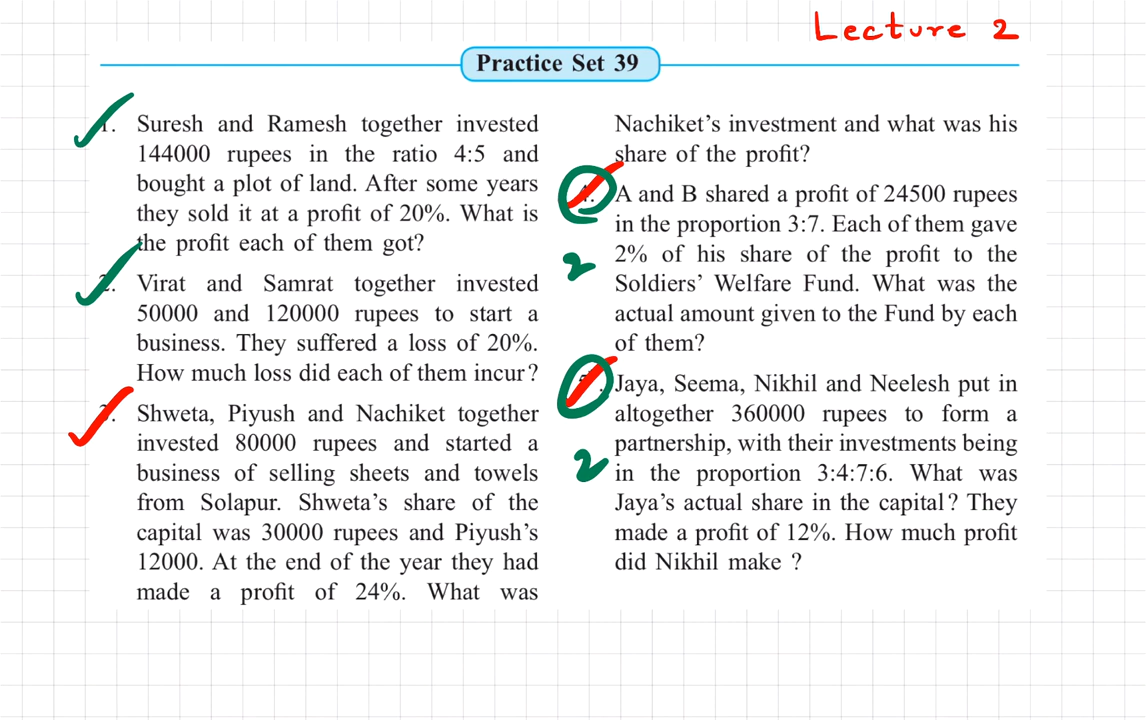 Lecture 2
Practice Set 39
1. Suresh and Ramesh together invested
144000 rupees in the ratio 4:5 and
bought a plot of land. After some years
they sold it at a profit of 20%. What is
the profit each of them got?
2. Virat and Samrat together invested
50000 and 120000 rupees to start a
business. They suffered a loss of 20%.
How much loss did each of them incur?
Shweta, Piyush and Nachiket together
invested 80000 rupees and started a
business of selling sheets and towels
from Solapur. Shweta's share of the
capital was 30000 rupees and Piyush's
12000. At the end of the year they had
made a profit of 24%. What was
Nachiket's investment and what was his
share of the profit?
A and B shared a profit of 24500 rupees
in the proportion 3:7. Each of them gave
2% of his share of the profit to the
2
Soldiers' Welfare Fund. What was the
actual amount given to the Fund by each
of them?
Jaya, Seema, Nikhil and Neelesh put in
altogether 360000 rupees to form a
partnership, with their investments being
2
in the proportion 3:4:7:6. What was
Jaya's actual share in the capital? They
made a profit of 12%. How much profit
did Nikhil make ?